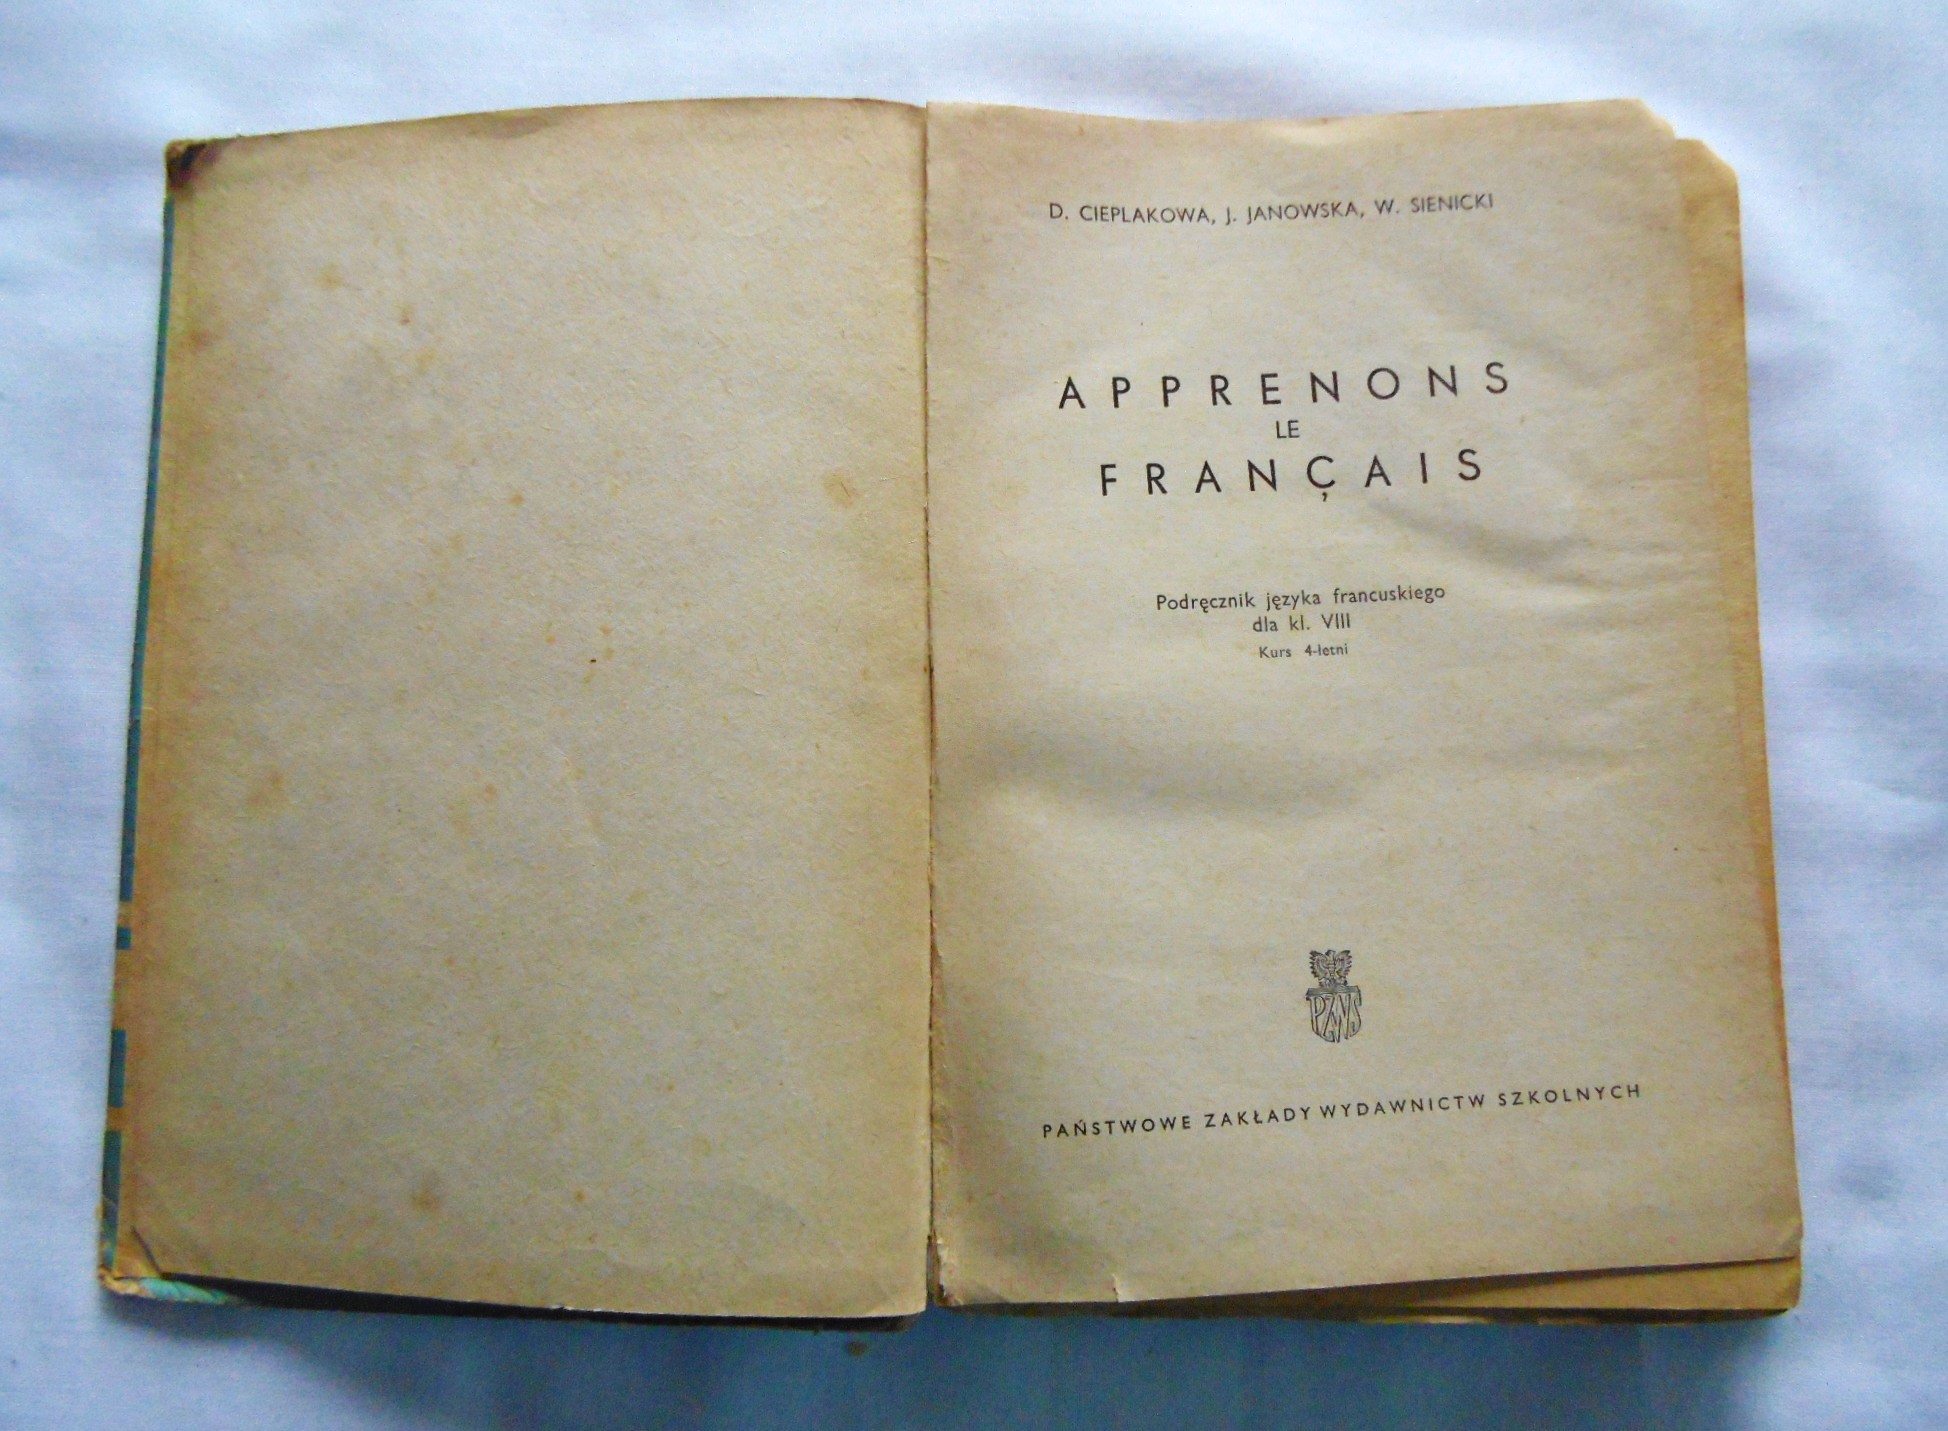 D. CIEPLAKOWA, J. JANOWSKA, W. SIENICKI
APPRENONS
LE
FRANÇAIS
Podręcznik języka francuskiego
dla kl. VIII
Kurs 4-letni
PZWS
PAŃSTWOWE ZAKŁADY WYDAWNICTW SZKOLNYCH